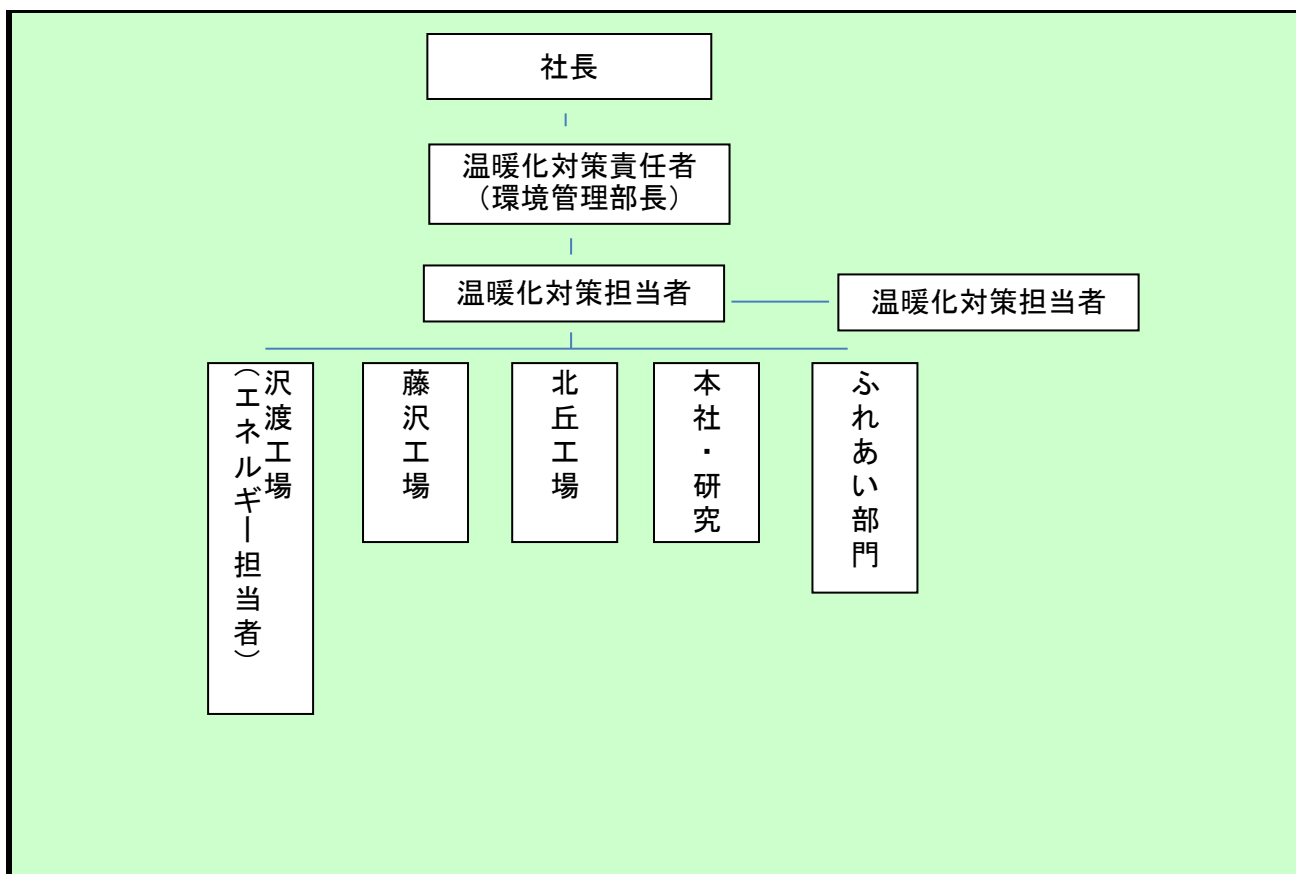 社長
温暖化対策責任者
（環境管理部長）
温暖化対策担当者
温暖化対策担当者
沢渡工場
（エネルギー担当者）
藤沢工場
北丘工場
本社・研究
ふれあい部門